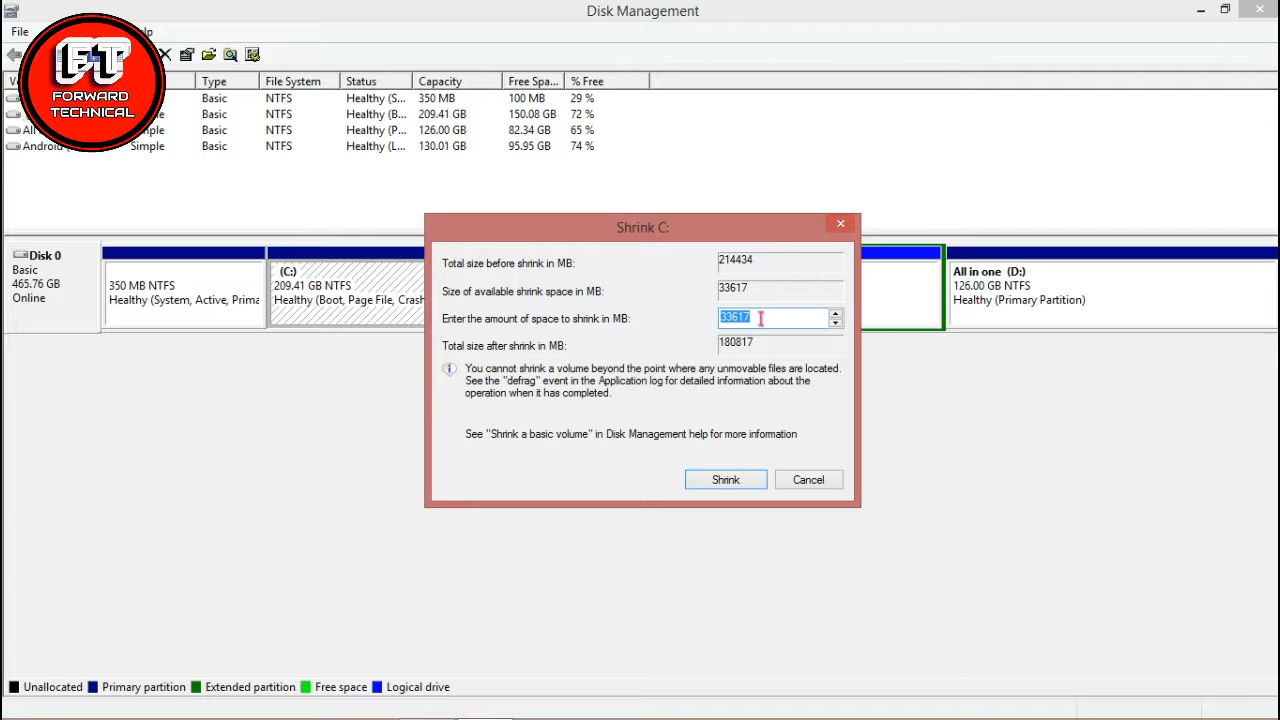 Disk Management
File
lp
FT
FORWARD
TECHNICAL
Type File System Status Capacity Free Spa... % Free
Basic NTFS Healthy (S... 350 MB 100 MB 29 %
Basic NTFS Healthy (B... 209.41 GB 150.08 GB 72 %
All Simple Basic NTFS Healthy (P... 126.00 GB 82.34 GB 65 %
Android Simple Basic NTFS Healthy (L... 130.01 GB 95.95 GB 74 %
Disk 0
Basic
465.76 GB
Online
350 MB NTFS
Healthy (System, Active, Prima
(C:)
209.41 GB NTFS
Healthy (Boot, Page File, Crash
All in one (D:)
126.00 GB NTFS
Healthy (Primary Partition)
Shrink C:
Total size before shrink in MB: 214434
Size of available shrink space in MB: 33617
Enter the amount of space to shrink in MB: 33617
Total size after shrink in MB: 180817
You cannot shrink a volume beyond the point where any unmovable files are located.
See the "defrag" event in the Application log for detailed information about the
operation when it has completed.
See "Shrink a basic volume" in Disk Management help for more information
Shrink Cancel
Unallocated Primary partition Extended partition Free space Logical drive